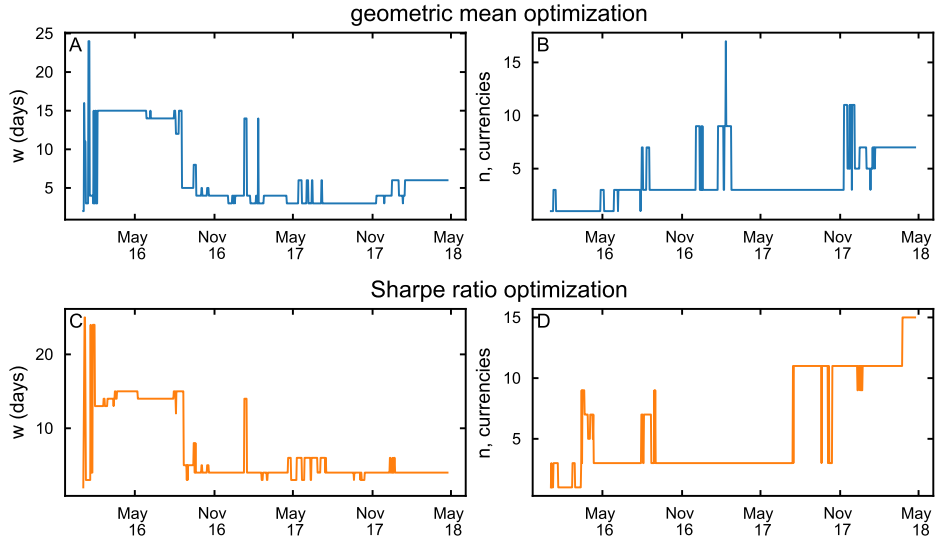 geometric mean optimization
A
25
20
15
10
5
w (days)
May 16
Nov 16
May 17
Nov 17
May 18
B
15
10
5
n, currencies
May 16
Nov 16
May 17
Nov 17
May 18
Sharpe ratio optimization
C
20
10
w (days)
May 16
Nov 16
May 17
Nov 17
May 18
D
15
10
5
n, currencies
May 16
Nov 16
May 17
Nov 17
May 18